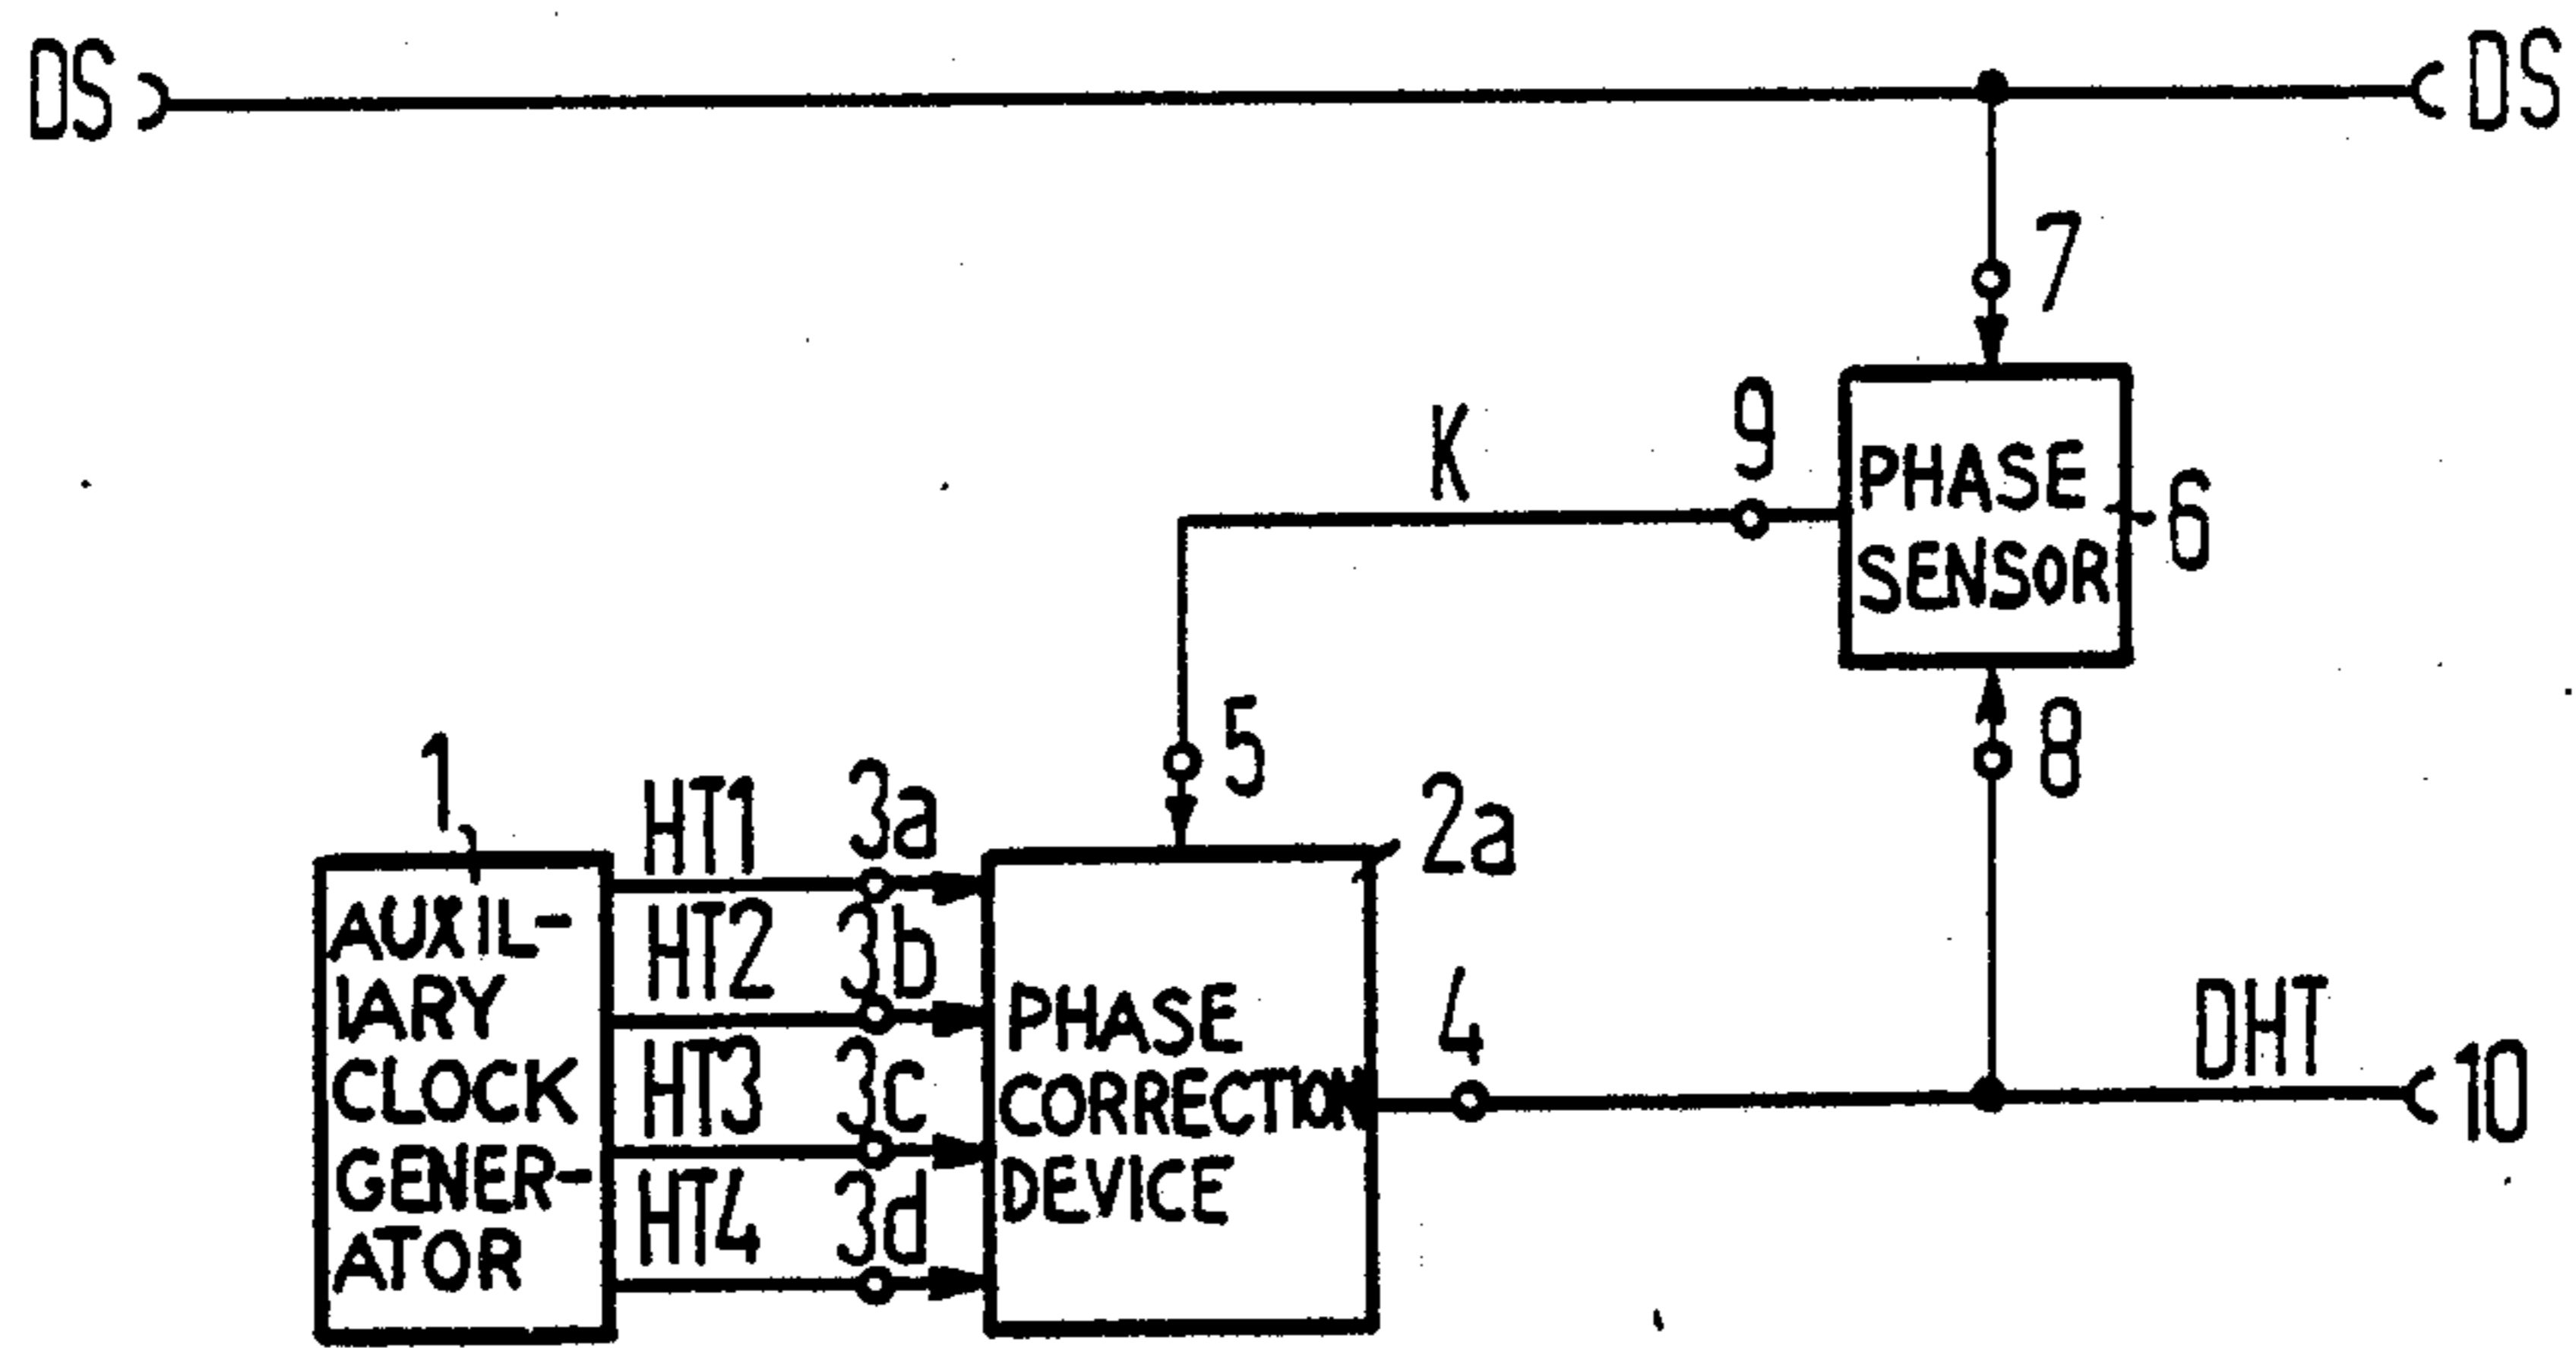 DS
DS
7
K
9
PHASE
SENSOR
6
5
8
1
HT1
3a
2a
AUXIL-
IARY
CLOCK
GENER-
ATOR
HT2
3b
HT3
3c
HT4
3d
PHASE
CORRECTION
DEVICE
4
DHT
10